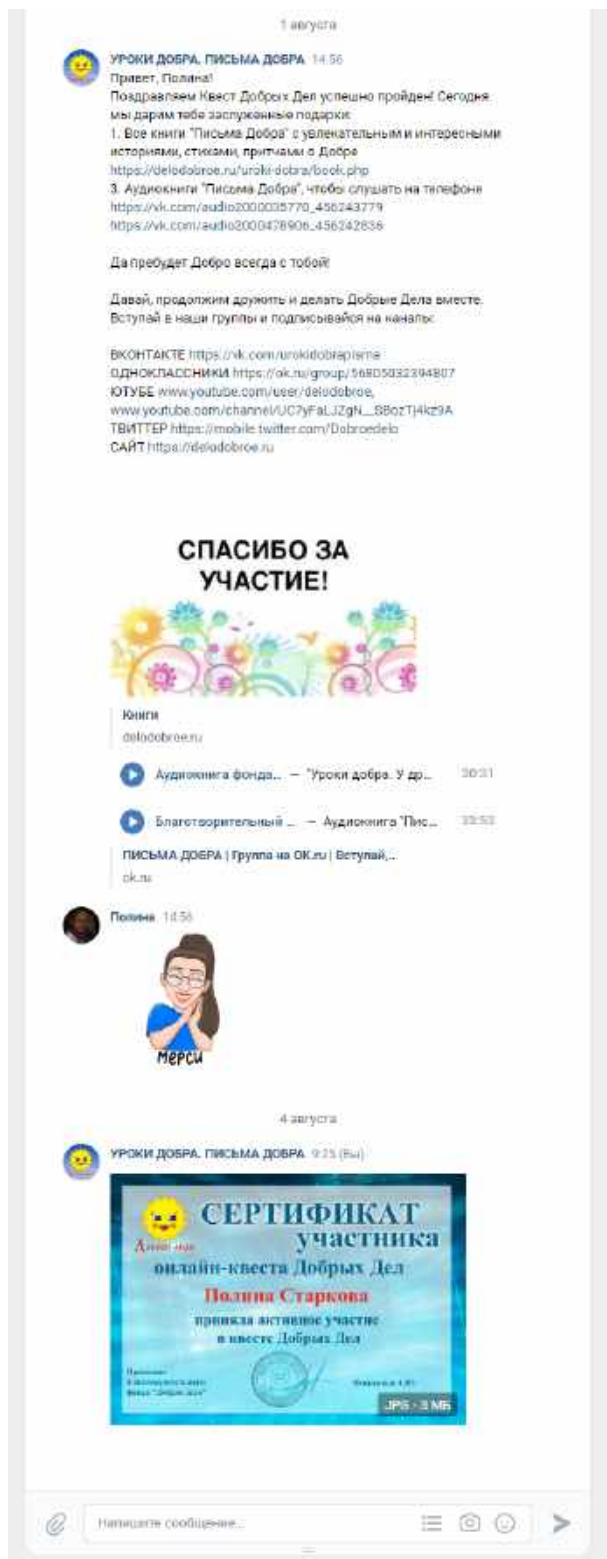 1 августа
УРОКИ ДОБРА. ПИСЬМА ДОБРА 14:56
Привет, Полина!
Поздравляем Квест Добрых Дел успешно пройден! Сегодня
мы дарим тебе заслуженные подарки:
1. Все книги "Письма Добра" с увлекательным и интересными
историями, стихами, притчами о Добре
https://delodobroe.ru/uroki-dobra/book.php
3. Аудиокниги "Письма Добра", чтобы слушать на телефоне
https://vk.com/audio2000035770_456243779
https://vk.com/audio2000478906_456242836
Да пребудет Добро всегда с тобой!
Давай, продолжим дружить и делать Добрые Дела вместе.
Вступай в наши группы и подписывайся на каналы:
ВКОНТАКТЕ https://vk.com/urokidobrapisma
ОДНОКЛАССНИКИ https://ok.ru/group/56805032394807
ЮТУБЕ www.youtube.com/user/delodobroe,
www.youtube.com/channel/UC7yFaLJZgN__S8ozTj4kz9A
ТВИТТЕР https://mobile.twitter.com/Dobroedelo
САЙТ https://delodobroe.ru
СПАСИБО ЗА
УЧАСТИЕ!
Книги
delodobroe.ru
Аудиокнига фонда... — "Уроки добра. У др... 30:31
Благотворительный ... — Аудиокнига "Пис... 33:53
ПИСЬМА ДОБРА | Группа на OK.ru | Вступай,...
ok.ru
Полина 14:56
МЕРСИ
4 августа
УРОКИ ДОБРА. ПИСЬМА ДОБРА 9:25 (Вы)
СЕРТИФИКАТ
участника
онлайн-квеста Добрых Дел
Полина Старкова
приняла активное участие
в квесте Добрых Дел
JPG · 3 МБ
Напишите сообщение...